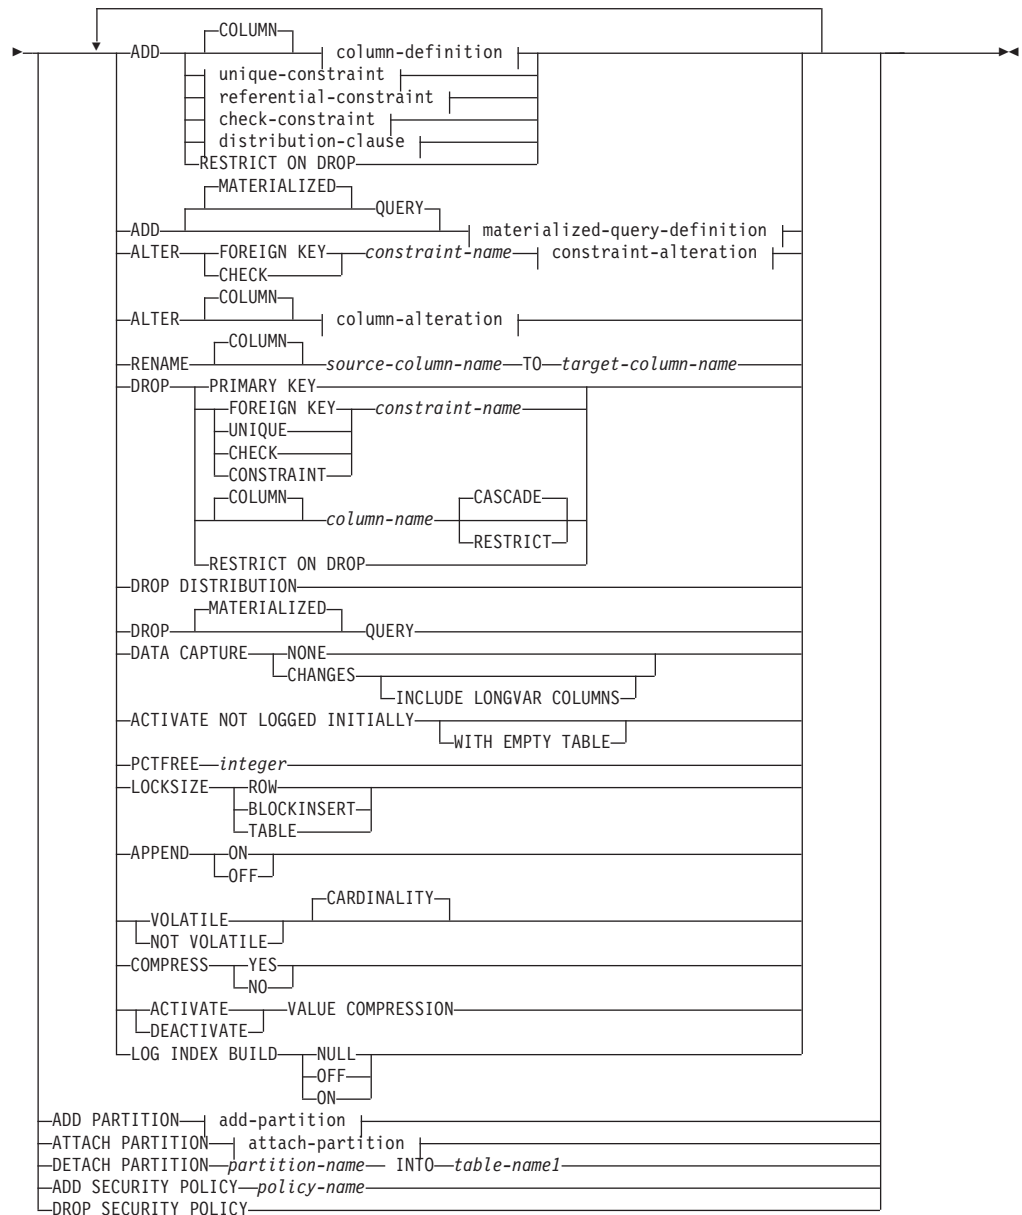 COLUMN
ADD column-definition
unique-constraint
referential-constraint
check-constraint
distribution-clause
RESTRICT ON DROP
MATERIALIZED
QUERY
ADD materialized-query-definition
ALTER FOREIGN KEY constraint-name constraint-alteration
CHECK
COLUMN
ALTER column-alteration
COLUMN
RENAME source-column-name TO target-column-name
DROP PRIMARY KEY
FOREIGN KEY constraint-name
UNIQUE
CHECK
CONSTRAINT
COLUMN CASCADE
column-name
RESTRICT
RESTRICT ON DROP
DROP DISTRIBUTION
MATERIALIZED
DROP QUERY
DATA CAPTURE NONE
CHANGES
INCLUDE LONGVAR COLUMNS
ACTIVATE NOT LOGGED INITIALLY
WITH EMPTY TABLE
PCTFREE integer
LOCKSIZE ROW
BLOCKINSERT
TABLE
APPEND ON
OFF
CARDINALITY
VOLATILE
NOT VOLATILE
COMPRESS YES
NO
ACTIVATE VALUE COMPRESSION
DEACTIVATE
LOG INDEX BUILD NULL
OFF
ON
ADD PARTITION add-partition
ATTACH PARTITION attach-partition
DETACH PARTITION partition-name INTO table-name1
ADD SECURITY POLICY policy-name
DROP SECURITY POLICY